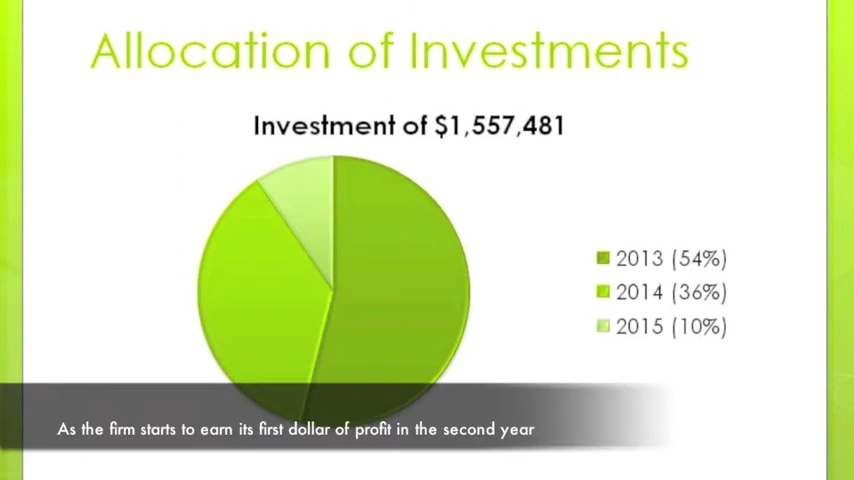 Allocation of Investments
Investment of $1,557,481
2013 (54%)
2014 (36%)
2015 (10%)
As the firm starts to earn its first dollar of profit in the second year